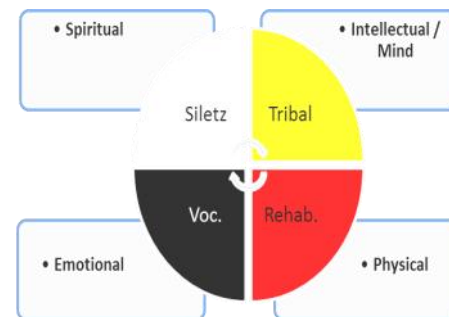 • Spiritual
• Intellectual /
Mind
Siletz
Tribal
Voc.
Rehab.
• Emotional
• Physical